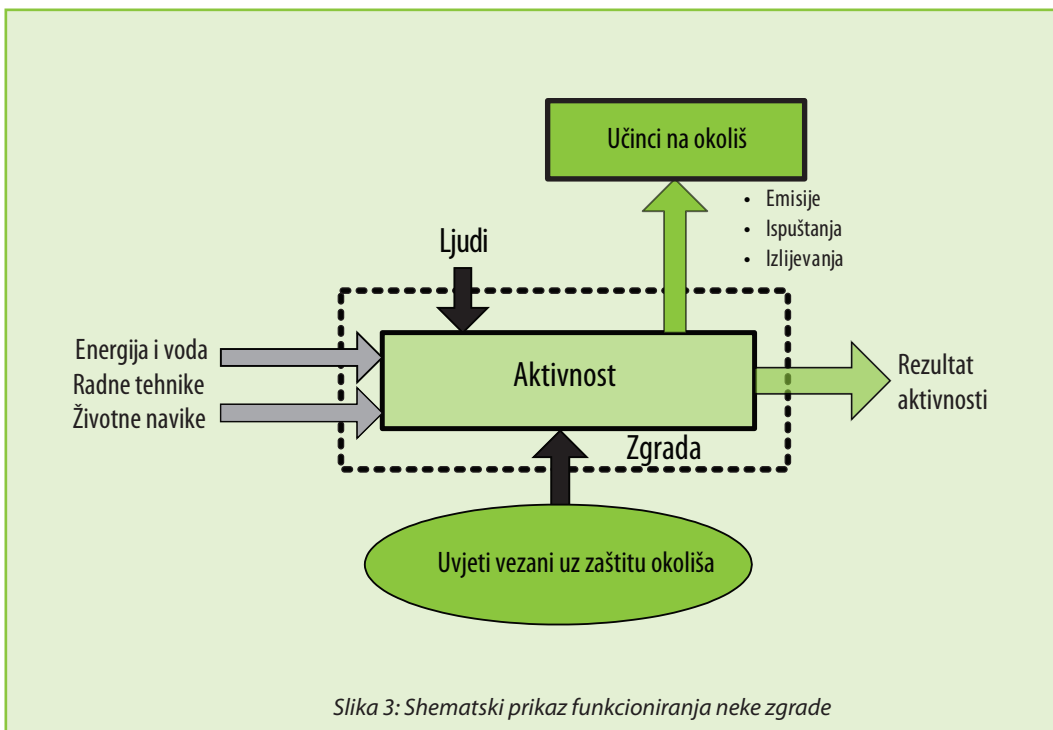 Učinci na okoliš
• Emisije
• Ispuštanja
• Izlijevanja
Ljudi
Energija i voda
Radne tehnike
Životne navike
Aktivnost
Rezultat
aktivnosti
Zgrada
Uvjeti vezani uz zaštitu okoliša
Slika 3: Shematski prikaz funkcioniranja neke zgrade